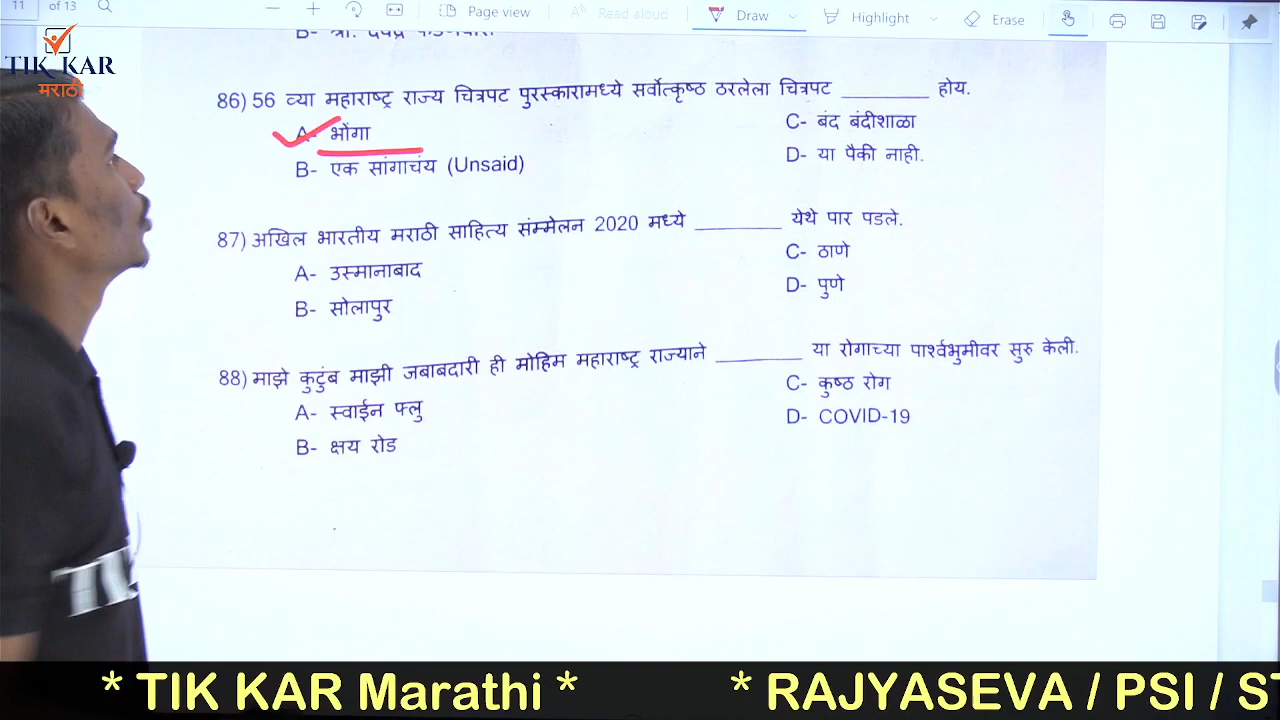 11 of 13
Page view
Read aloud
Draw
Highlight
Erase
TIK KAR
मराठी
86) 56 व्या महाराष्ट्र राज्य चित्रपट पुरस्कारामध्ये सर्वोत्कृष्ठ ठरलेला चित्रपट ________ होय.
A- भोंगा
C- बंद बंदीशाळा
B- एक सांगाचंय (Unsaid)
D- या पैकी नाही.
87) अखिल भारतीय मराठी साहित्य संम्मेलन 2020 मध्ये ________ येथे पार पडले.
A- उस्मानाबाद
C- ठाणे
B- सोलापुर
D- पुणे
88) माझे कुटुंब माझी जबाबदारी ही मोहिम महाराष्ट्र राज्याने ________ या रोगाच्या पार्श्वभुमीवर सुरु केली.
A- स्वाईन फ्लु
C- कुष्ठ रोग
B- क्षय रोड
D- COVID-19
* TIK KAR Marathi * * RAJYASEVA / PSI /